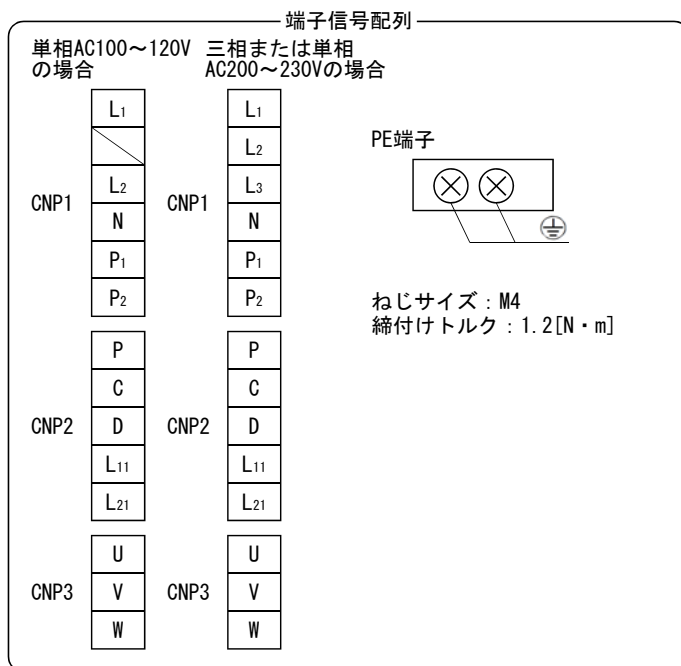 端子信号配列
単相AC100～120V
の場合
三相または単相
AC200～230Vの場合
CNP1
L1
L2
N
P1
P2
CNP1
L1
L2
L3
N
P1
P2
CNP2
P
C
D
L11
L21
CNP2
P
C
D
L11
L21
CNP3
U
V
W
CNP3
U
V
W
PE端子
ねじサイズ：M4
締付けトルク：1.2[N・m]